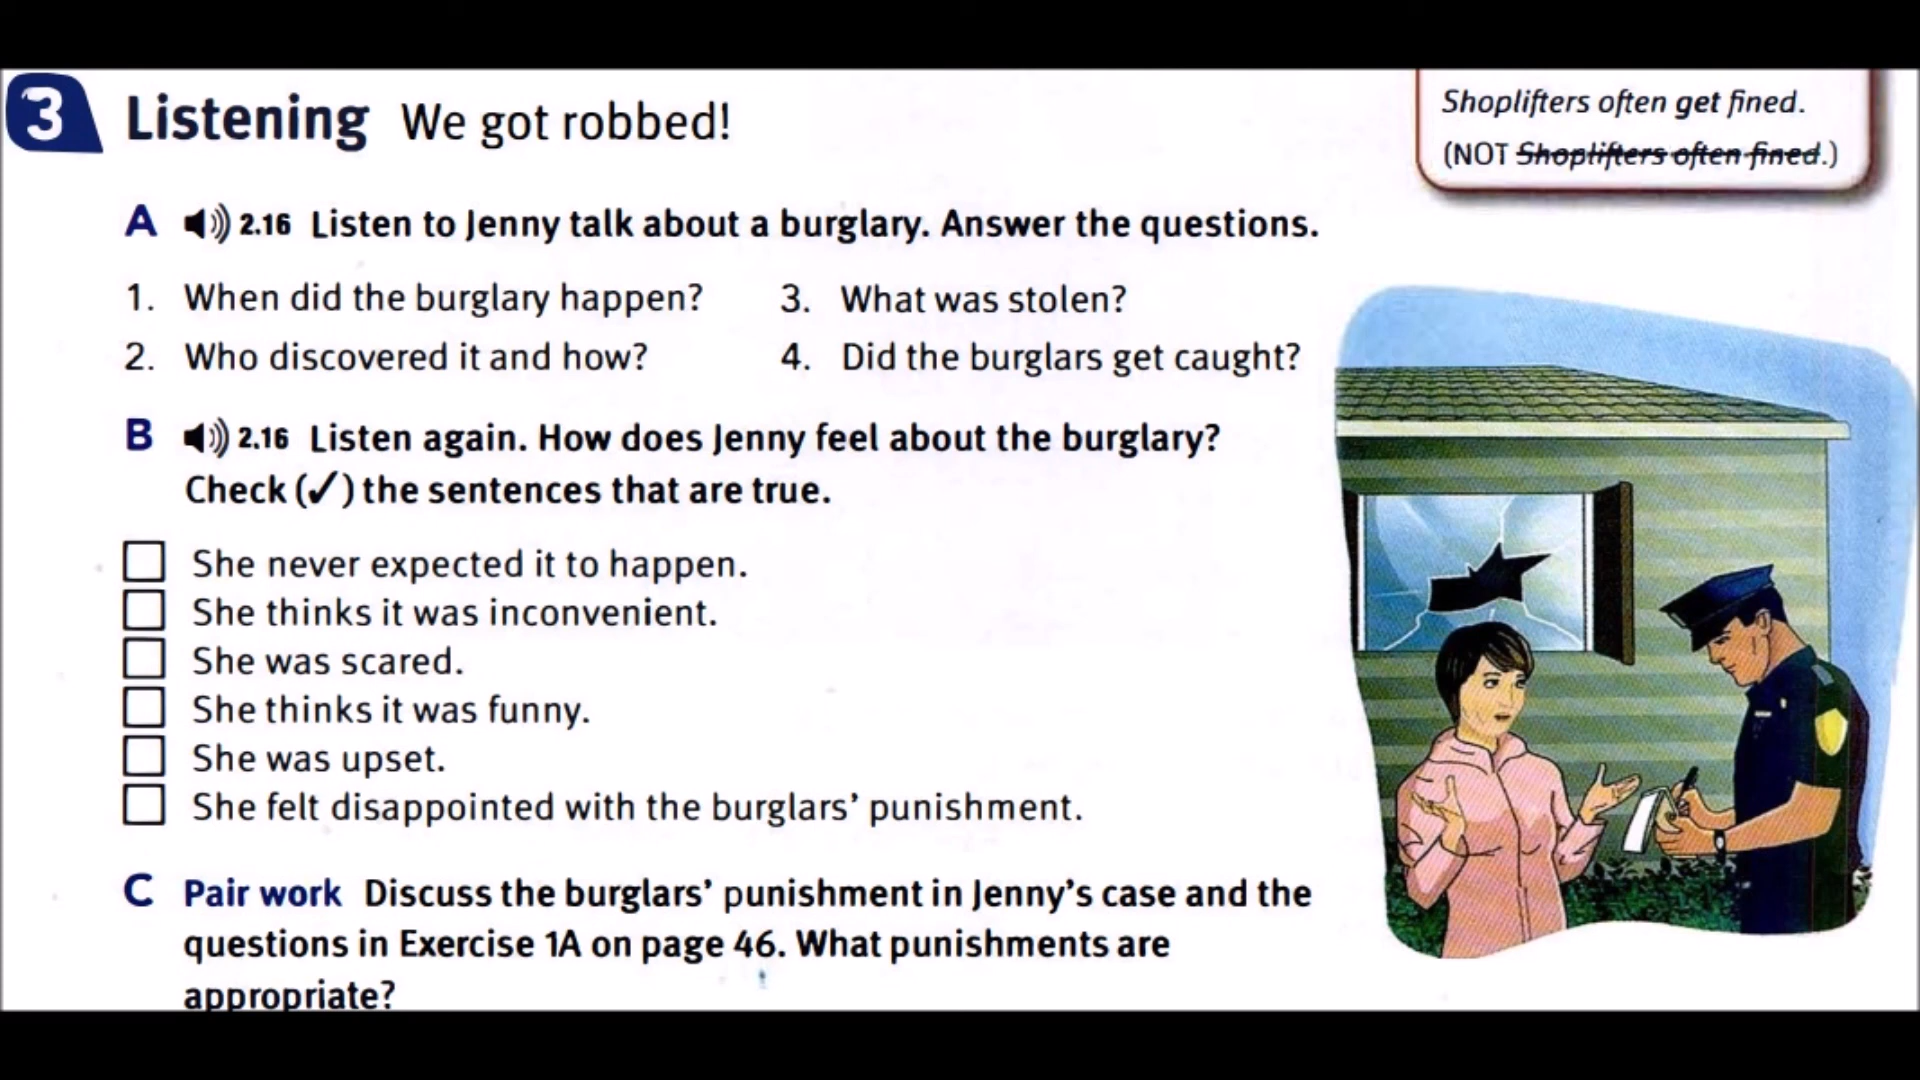 Shoplifters often get fined.
(NOT Shoplifters often fined.)
3 Listening We got robbed!
A 2.16 Listen to Jenny talk about a burglary. Answer the questions.
1. When did the burglary happen?
2. Who discovered it and how?
3. What was stolen?
4. Did the burglars get caught?
B 2.16 Listen again. How does Jenny feel about the burglary?
Check (✓) the sentences that are true.
She never expected it to happen.
She thinks it was inconvenient.
She was scared.
She thinks it was funny.
She was upset.
She felt disappointed with the burglars’ punishment.
C Pair work Discuss the burglars’ punishment in Jenny’s case and the
questions in Exercise 1A on page 46. What punishments are
appropriate?